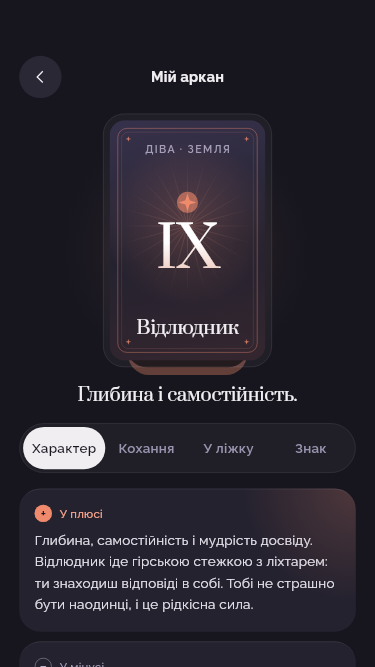 Мій аркан
ДІВА · ЗЕМЛЯ
IX
Відлюдник
Глибина і самостійність.
Характер Кохання У ліжку Знак
У плюсі
Глибина, самостійність і мудрість досвіду.
Відлюдник іде гірською стежкою з ліхтарем:
ти знаходиш відповіді в собі. Тобі не страшно
бути наодинці, і це рідкісна сила.
У мінусі